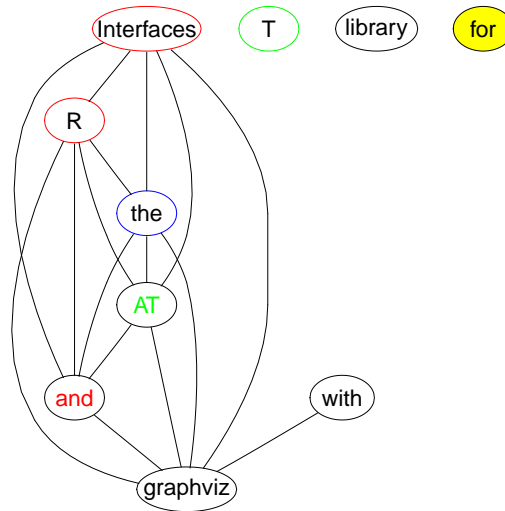 Interfaces T library for
R
the
AT
and with
graphviz